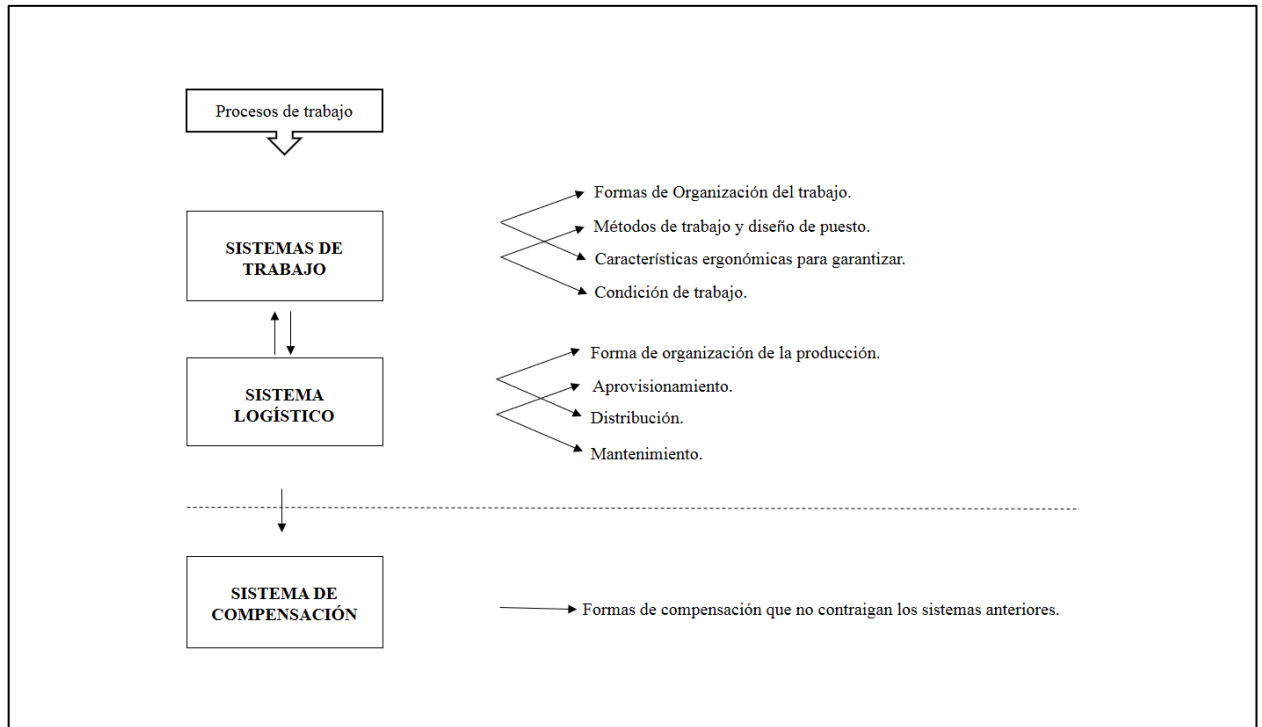 Procesos de trabajo
SISTEMAS DE
TRABAJO
Formas de Organización del trabajo.
Métodos de trabajo y diseño de puesto.
Características ergonómicas para garantizar.
Condición de trabajo.
SISTEMA
LOGÍSTICO
Forma de organización de la producción.
Aprovisionamiento.
Distribución.
Mantenimiento.
SISTEMA DE
COMPENSACIÓN
Formas de compensación que no contraigan los sistemas anteriores.